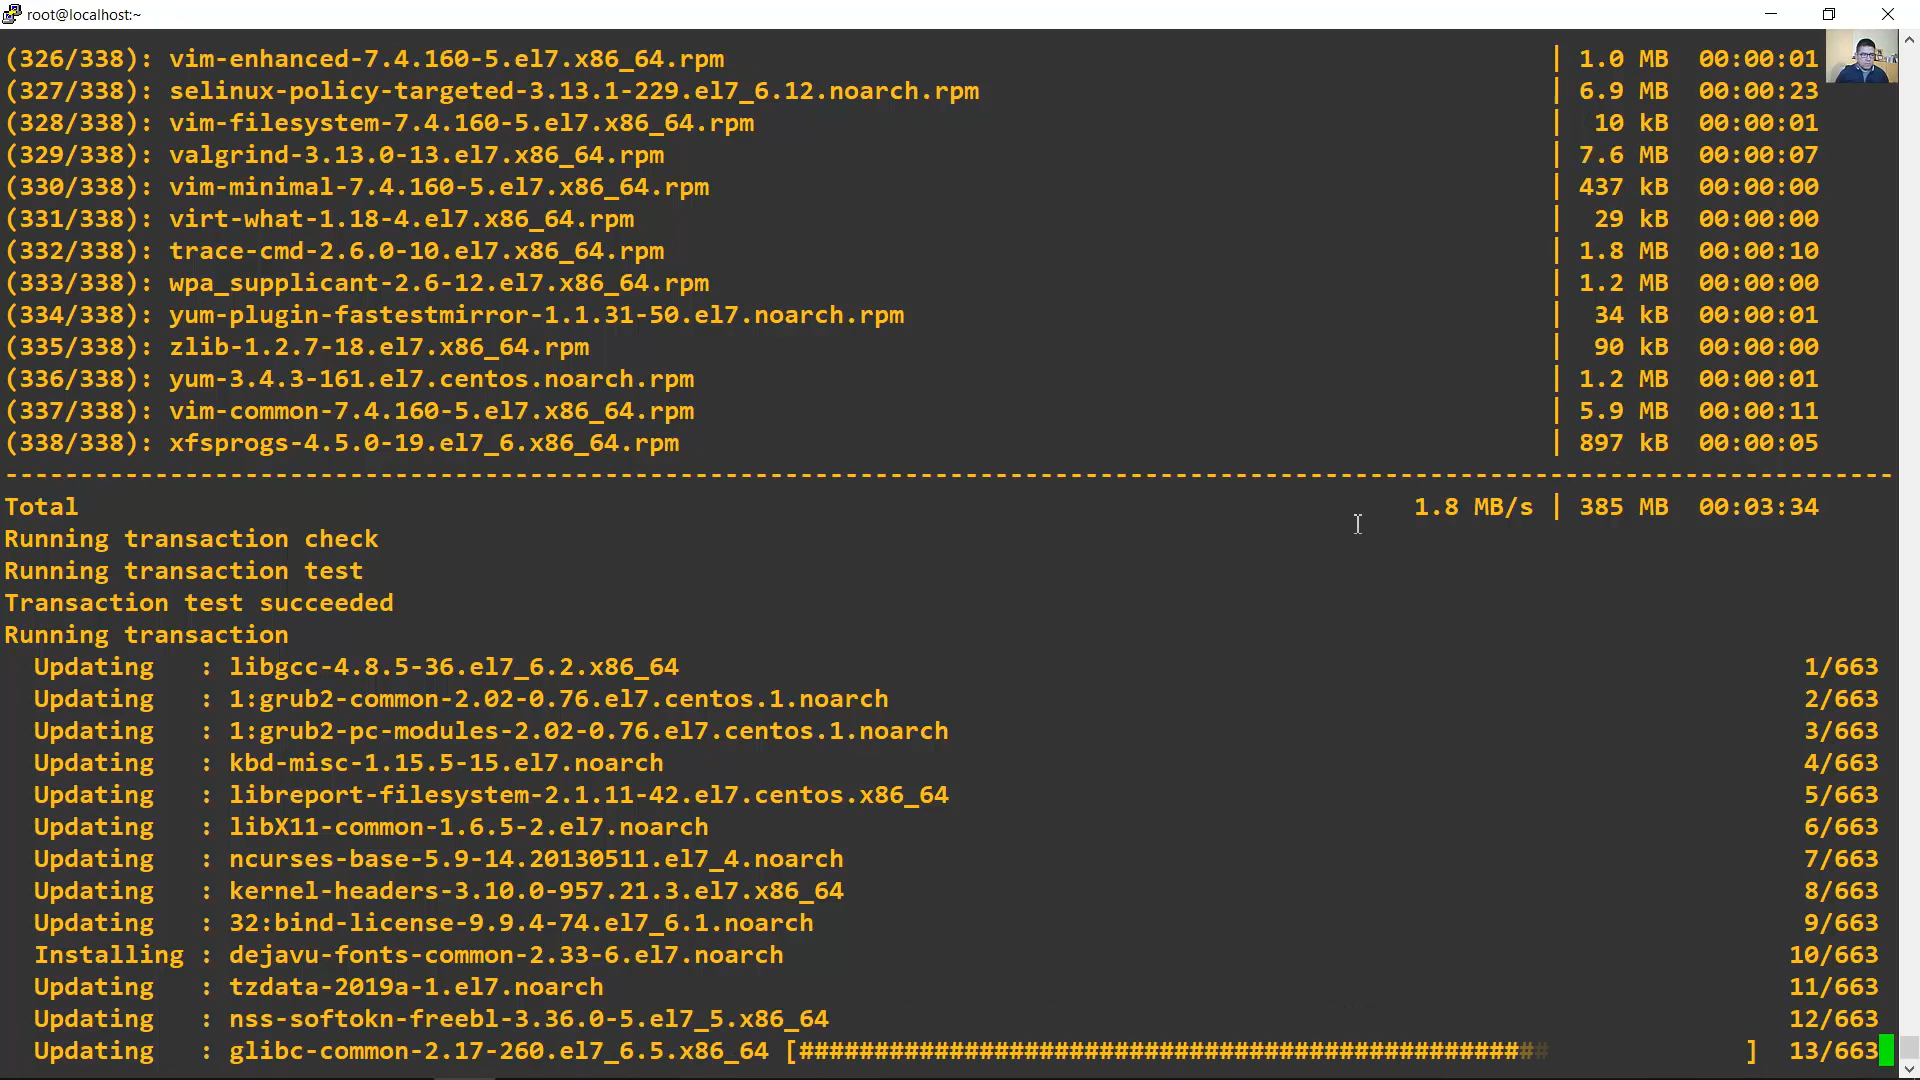 root@localhost:~
(326/338): vim-enhanced-7.4.160-5.el7.x86_64.rpm | 1.0 MB 00:00:01
(327/338): selinux-policy-targeted-3.13.1-229.el7_6.12.noarch.rpm | 6.9 MB 00:00:23
(328/338): vim-filesystem-7.4.160-5.el7.x86_64.rpm | 10 kB 00:00:01
(329/338): valgrind-3.13.0-13.el7.x86_64.rpm | 7.6 MB 00:00:07
(330/338): vim-minimal-7.4.160-5.el7.x86_64.rpm | 437 kB 00:00:00
(331/338): virt-what-1.18-4.el7.x86_64.rpm | 29 kB 00:00:00
(332/338): trace-cmd-2.6.0-10.el7.x86_64.rpm | 1.8 MB 00:00:10
(333/338): wpa_supplicant-2.6-12.el7.x86_64.rpm | 1.2 MB 00:00:00
(334/338): yum-plugin-fastestmirror-1.1.31-50.el7.noarch.rpm | 34 kB 00:00:01
(335/338): zlib-1.2.7-18.el7.x86_64.rpm | 90 kB 00:00:00
(336/338): yum-3.4.3-161.el7.centos.noarch.rpm | 1.2 MB 00:00:01
(337/338): vim-common-7.4.160-5.el7.x86_64.rpm | 5.9 MB 00:00:11
(338/338): xfsprogs-4.5.0-19.el7_6.x86_64.rpm | 897 kB 00:00:05
------------------------------------------------------------------------------------------------------------------------------
Total 1.8 MB/s | 385 MB 00:03:34
Running transaction check
Running transaction test
Transaction test succeeded
Running transaction
Updating : libgcc-4.8.5-36.el7_6.2.x86_64 1/663
Updating : 1:grub2-common-2.02-0.76.el7.centos.1.noarch 2/663
Updating : 1:grub2-pc-modules-2.02-0.76.el7.centos.1.noarch 3/663
Updating : kbd-misc-1.15.5-15.el7.noarch 4/663
Updating : libreport-filesystem-2.1.11-42.el7.centos.x86_64 5/663
Updating : libX11-common-1.6.5-2.el7.noarch 6/663
Updating : ncurses-base-5.9-14.20130511.el7_4.noarch 7/663
Updating : kernel-headers-3.10.0-957.21.3.el7.x86_64 8/663
Updating : 32:bind-license-9.9.4-74.el7_6.1.noarch 9/663
Installing : dejavu-fonts-common-2.33-6.el7.noarch 10/663
Updating : tzdata-2019a-1.el7.noarch 11/663
Updating : nss-softokn-freebl-3.36.0-5.el7_5.x86_64 12/663
Updating : glibc-common-2.17-260.el7_6.5.x86_64 [################################################## ] 13/663